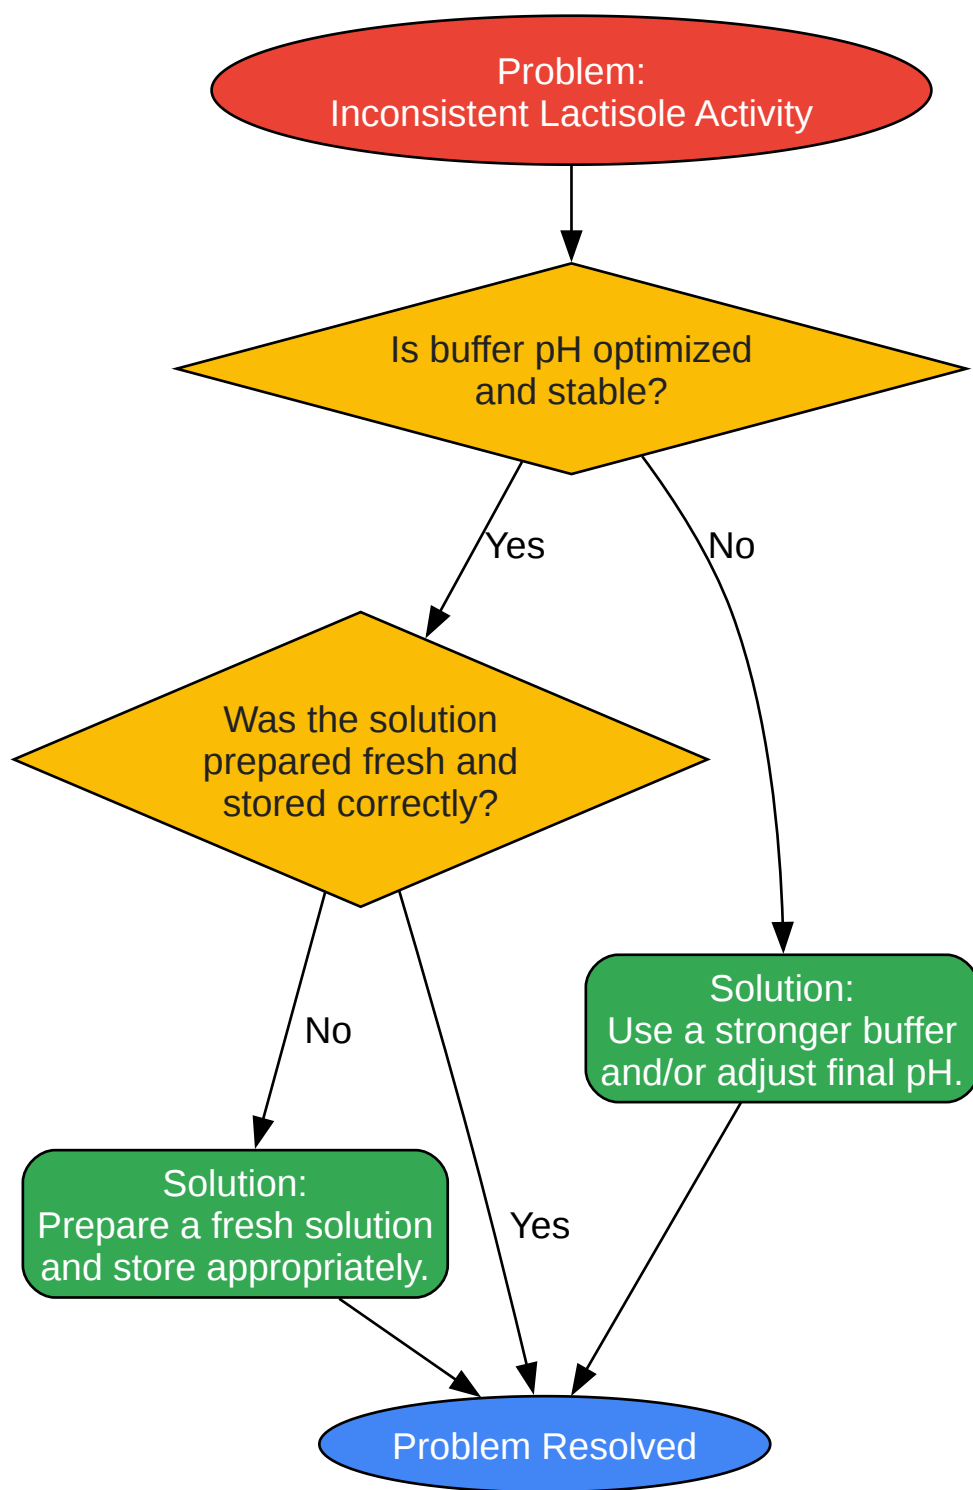 Problem:
Inconsistent Lactisole Activity
Is buffer pH optimized
and stable?
Yes
No
Was the solution
prepared fresh and
stored correctly?
Solution:
Use a stronger buffer
and/or adjust final pH.
No
Solution:
Prepare a fresh solution
and store appropriately.
Yes
Problem Resolved